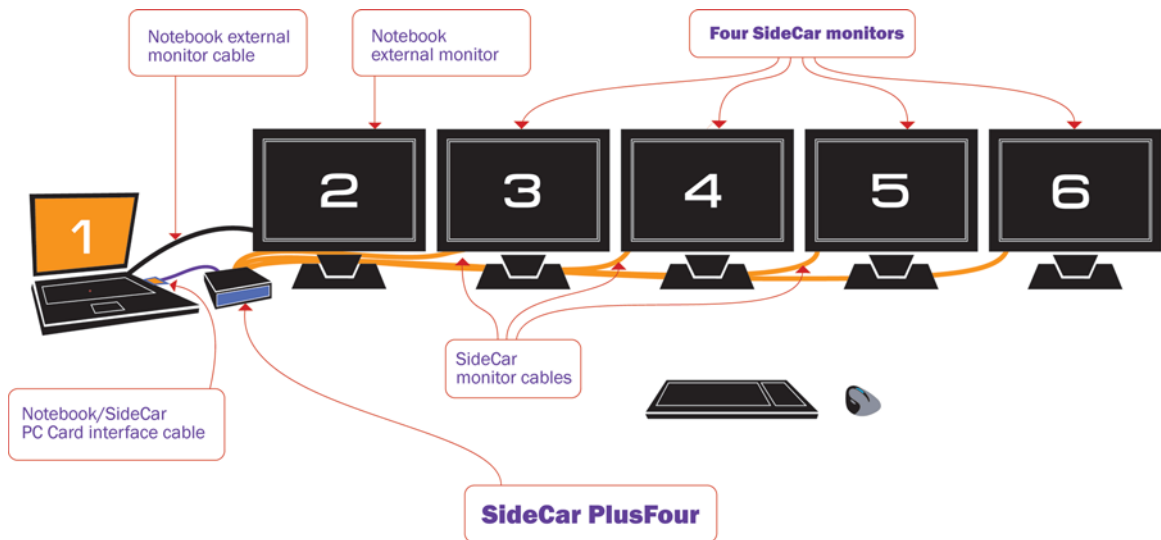 Notebook external
monitor cable
Notebook
external monitor
Four SideCar monitors
1
2
3
4
5
6
SideCar
monitor cables
Notebook/SideCar
PC Card interface cable
SideCar PlusFour